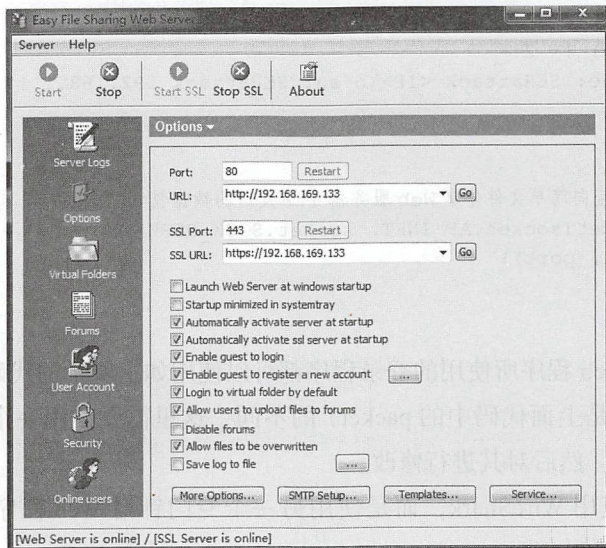 Easy File Sharing Web Server
Server Help
Start
Stop
Start SSL
Stop SSL
About
Server Logs
Options
Virtual Folders
Forums
User Account
Security
Online users
Options
Port: 80 Restart
URL: http://192.168.169.133 Go
SSL Port: 443 Restart
SSL URL: https://192.168.169.133 Go
Launch Web Server at windows startup
Startup minimized in systemtray
Automatically activate server at startup
Automatically activate ssl server at startup
Enable guest to login
Enable guest to register a new account ...
Login to virtual folder by default
Allow users to upload files to forums
Disable forums
Allow files to be overwritten
Save log to file ...
More Options... SMTP Setup... Templates... Service...
[Web Server is online] / [SSL Server is online]